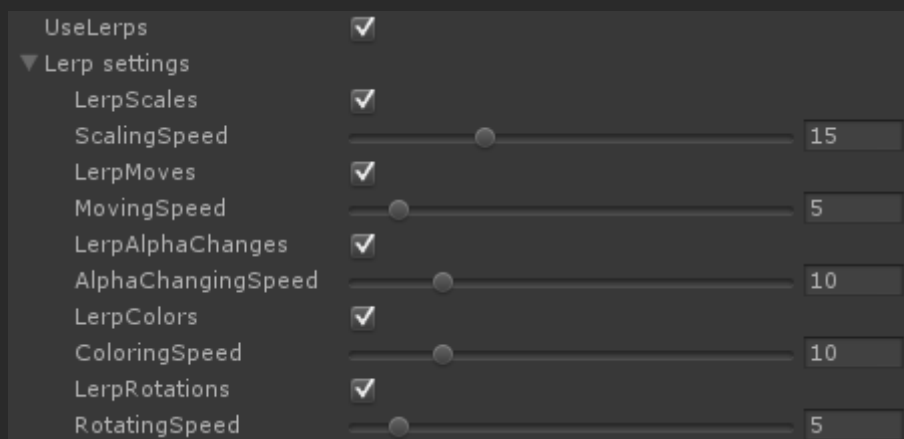 UseLerps
Lerp settings
LerpScales
ScalingSpeed 15
LerpMoves
MovingSpeed 5
LerpAlphaChanges
AlphaChangingSpeed 10
LerpColors
ColoringSpeed 10
LerpRotations
RotatingSpeed 5